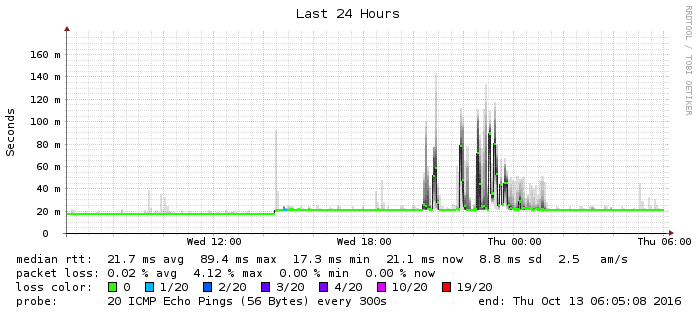 Last 24 Hours
RRDTOOL / TOBI OETIKER
Seconds
160 m
140 m
120 m
100 m
80 m
60 m
40 m
20 m
0
Wed 12:00 Wed 18:00 Thu 00:00 Thu 06:00
median rtt: 21.7 ms avg 89.4 ms max 17.3 ms min 21.1 ms now 8.8 ms sd 2.5 am/s
packet loss: 0.02 % avg 4.12 % max 0.00 % min 0.00 % now
loss color: 0 1/20 2/20 3/20 4/20 10/20 19/20
probe: 20 ICMP Echo Pings (56 Bytes) every 300s end: Thu Oct 13 06:05:08 2016